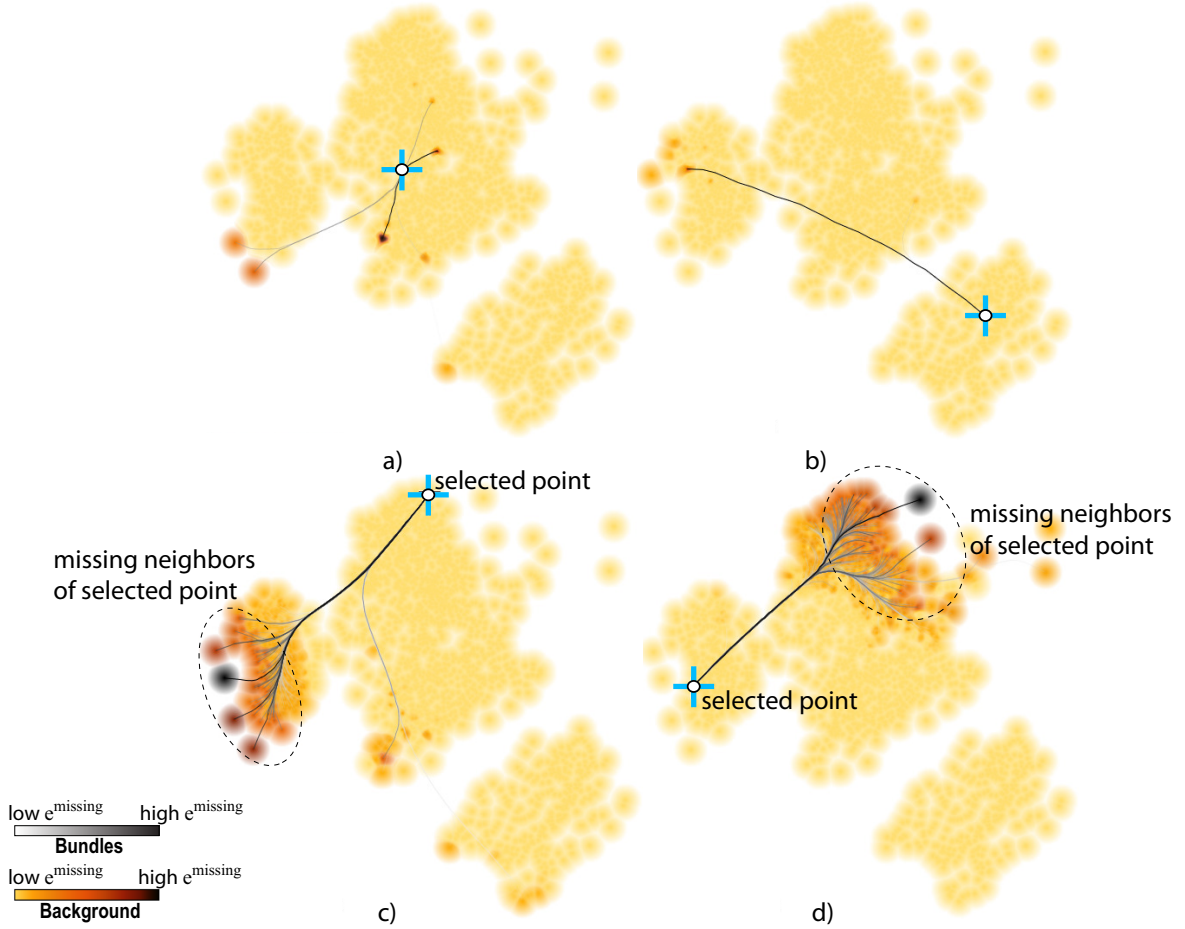 a)
b)
selected point
missing neighbors
of selected point
missing neighbors
of selected point
selected point
low e^missing high e^missing
Bundles
low e^missing high e^missing
Background
c)
d)